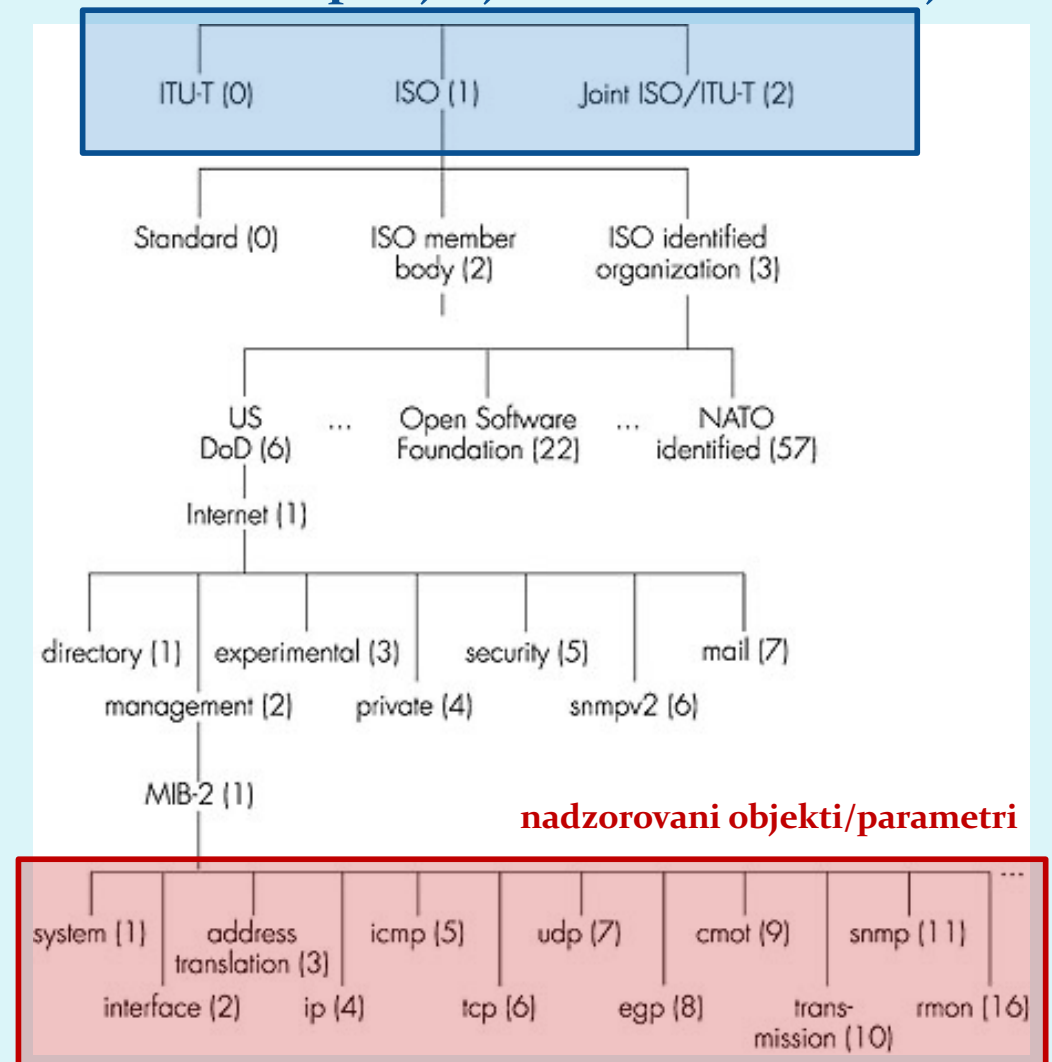 ITU-T (0) ISO (1) Joint ISO/ITU-T (2)
Standard (0) ISO member ISO identified
body (2) organization (3)
US ... Open Software ... NATO
DoD (6) Foundation (22) identified (57)
Internet (1)
directory (1) experimental (3) security (5) mail (7)
management (2) private (4) snmpv2 (6)
MIB-2 (1)
nadzorovani objekti/parametri
...
system (1) address icmp (5) udp (7) cmot (9) snmp (11)
translation (3)
interface (2) ip (4) tcp (6) egp (8) trans- rmon (16)
mission (10)